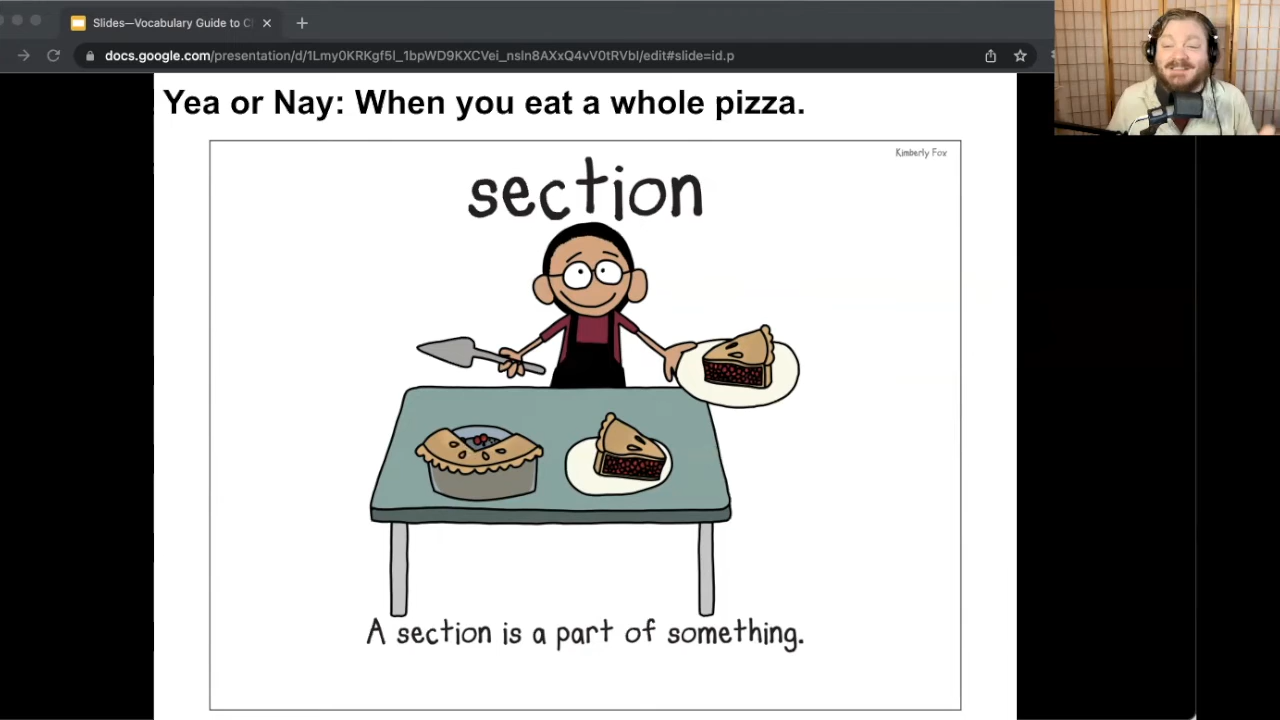 Slides—Vocabulary Guide to C
docs.google.com/presentation/d/1Lmy0KRKgf5I_1bpWD9KXCVei_nsIn8AXxQ4vV0tRVbI/edit#slide=id.p
Yea or Nay: When you eat a whole pizza.
Kimberly Fox
section
A section is a part of something.